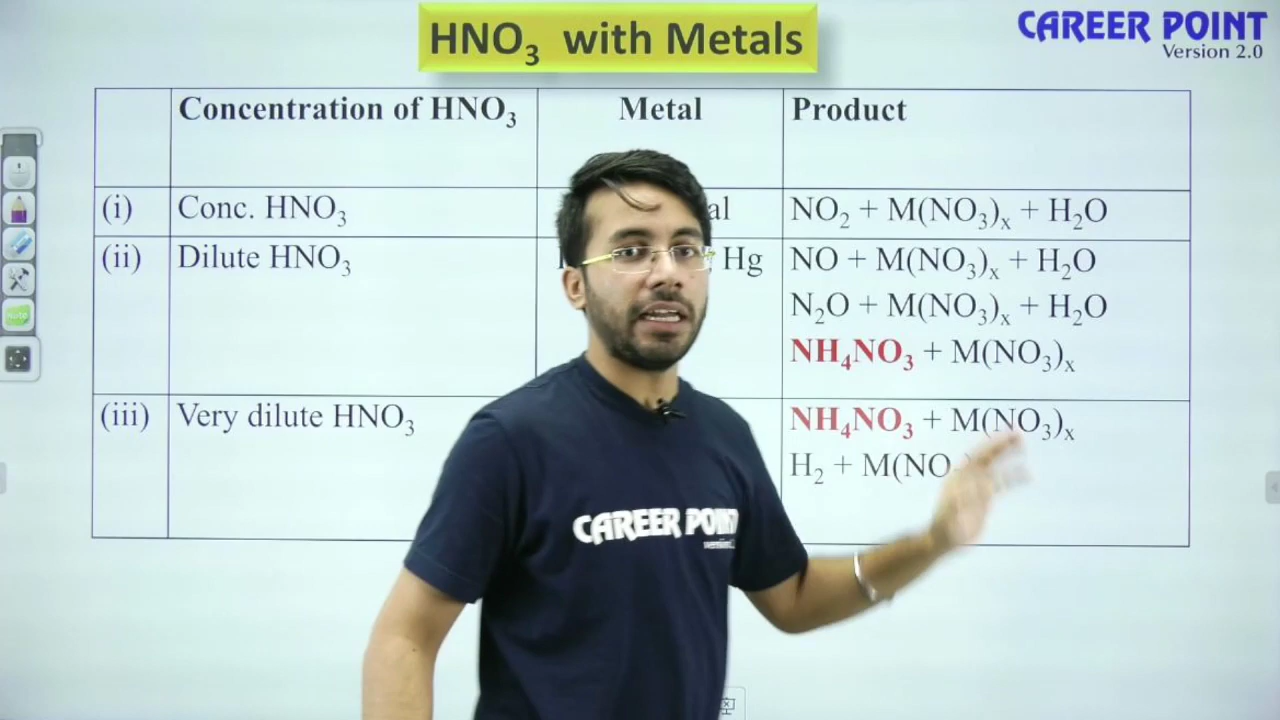 HNO₃ with Metals
CAREER POINT
Version 2.0
Concentration of HNO₃ Metal Product
(i) Conc. HNO₃ NO₂ + M(NO₃)ₓ + H₂O
(ii) Dilute HNO₃ Hg NO + M(NO₃)ₓ + H₂O
N₂O + M(NO₃)ₓ + H₂O
NH₄NO₃ + M(NO₃)ₓ
(iii) Very dilute HNO₃ NH₄NO₃ + M(NO₃)ₓ
H₂ + M(NO
CAREER POINT